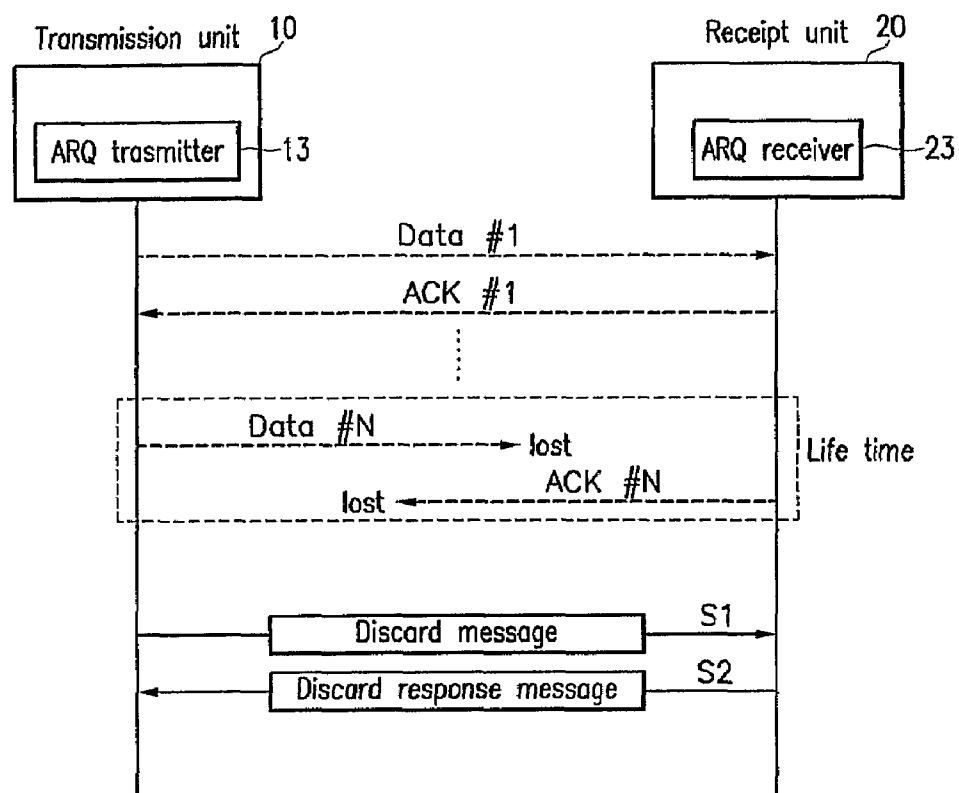 Transmission unit 10
Receipt unit 20
ARQ trasmitter 13
ARQ receiver 23
Data #1
ACK #1
Data #N
lost
Life time
ACK #N
lost
Discard message
S1
Discard response message
S2